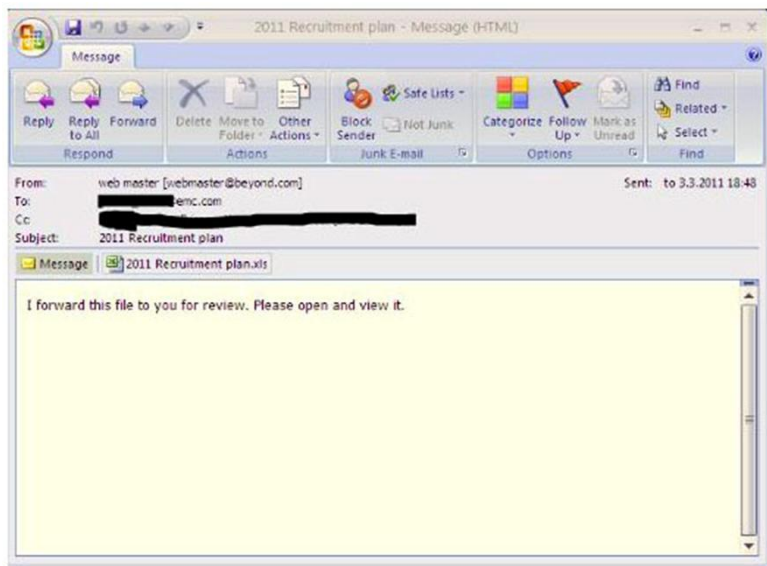 2011 Recruitment plan - Message (HTML)
Message
Reply Reply to All Forward
Respond
Delete Move to Folder Other Actions
Actions
Block Sender Safe Lists Not Junk
Junk E-mail
Categorize Follow Up Mark as Unread
Options
Find Related Select
Find
From: web master [webmaster@beyond.com] Sent: to 3.3.2011 18:48
To: emc.com
Cc:
Subject: 2011 Recruitment plan
Message 2011 Recruitment plan.xls
I forward this file to you for review. Please open and view it.